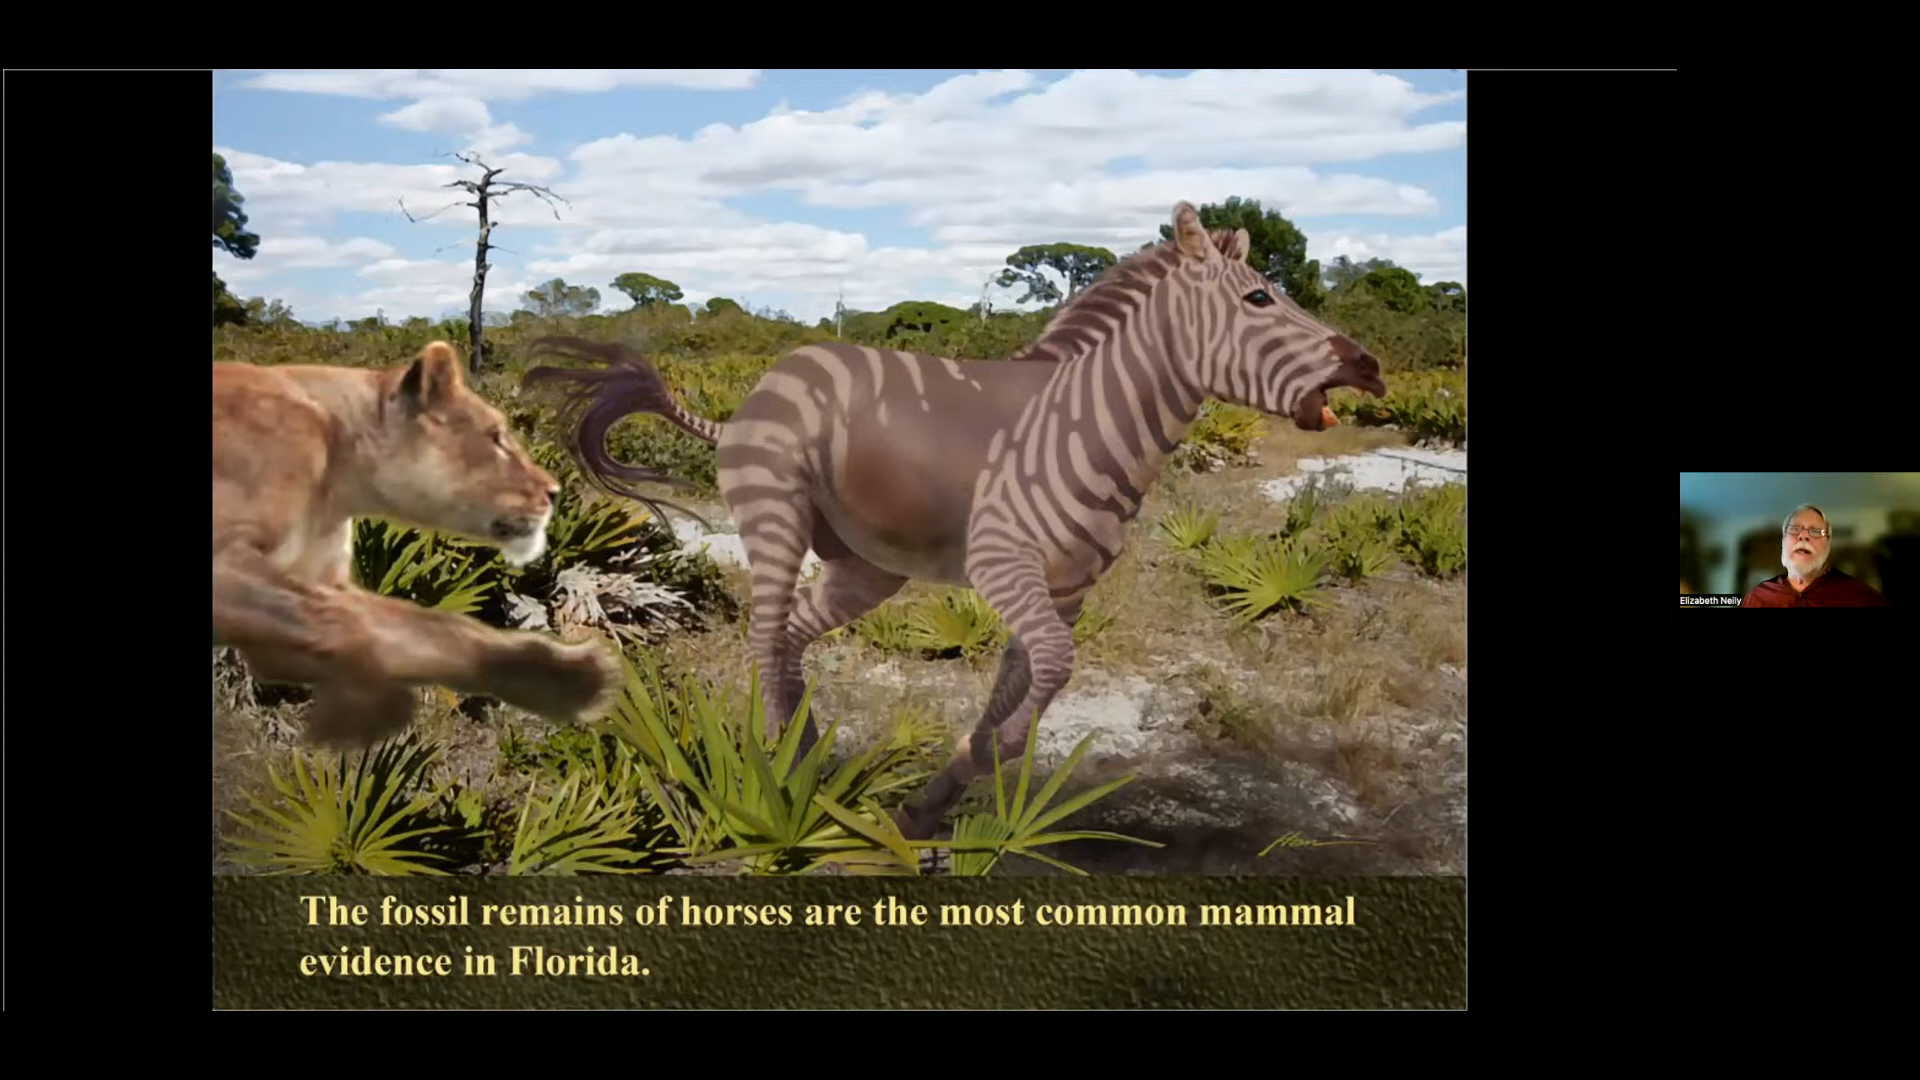 The fossil remains of horses are the most common mammal
evidence in Florida.
Elizabeth Neily